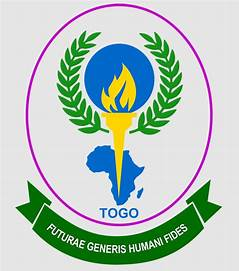 TOGO
FUTURAE GENERIS HUMANI FIDES